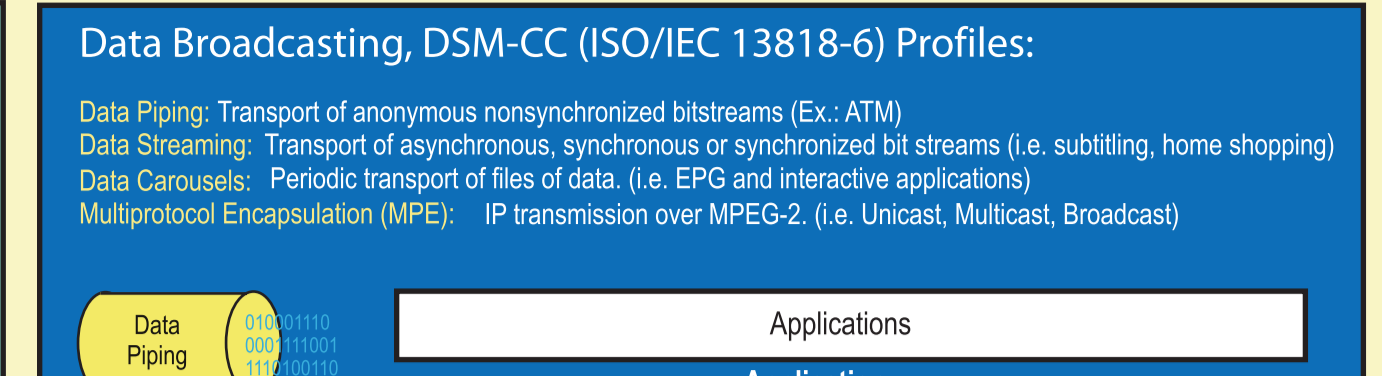 Data Broadcasting, DSM-CC (ISO/IEC 13818-6) Profiles:
Data Piping: Transport of anonymous nonsynchronized bitstreams (Ex.: ATM)
Data Streaming: Transport of asynchronous, synchronous or synchronized bit streams (i.e. subtitling, home shopping)
Data Carousels: Periodic transport of files of data. (i.e. EPG and interactive applications)
Multiprotocol Encapsulation (MPE): IP transmission over MPEG-2. (i.e. Unicast, Multicast, Broadcast)
Data
Piping
010001110
0001111001
1110100110
Applications